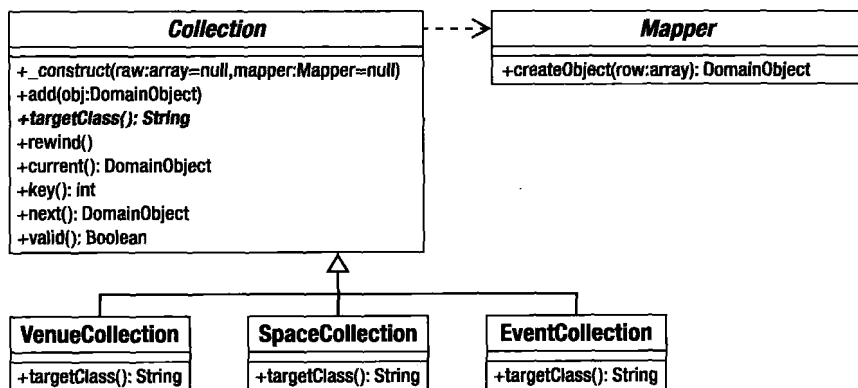 Collection
+_construct(raw:array=null,mapper:Mapper=null)
+add(obj:DomainObject)
+targetClass(): String
+rewind()
+current(): DomainObject
+key(): int
+next(): DomainObject
+valid(): Boolean
Mapper
+createObject(row:array): DomainObject
VenueCollection
+targetClass(): String
SpaceCollection
+targetClass(): String
EventCollection
+targetClass(): String